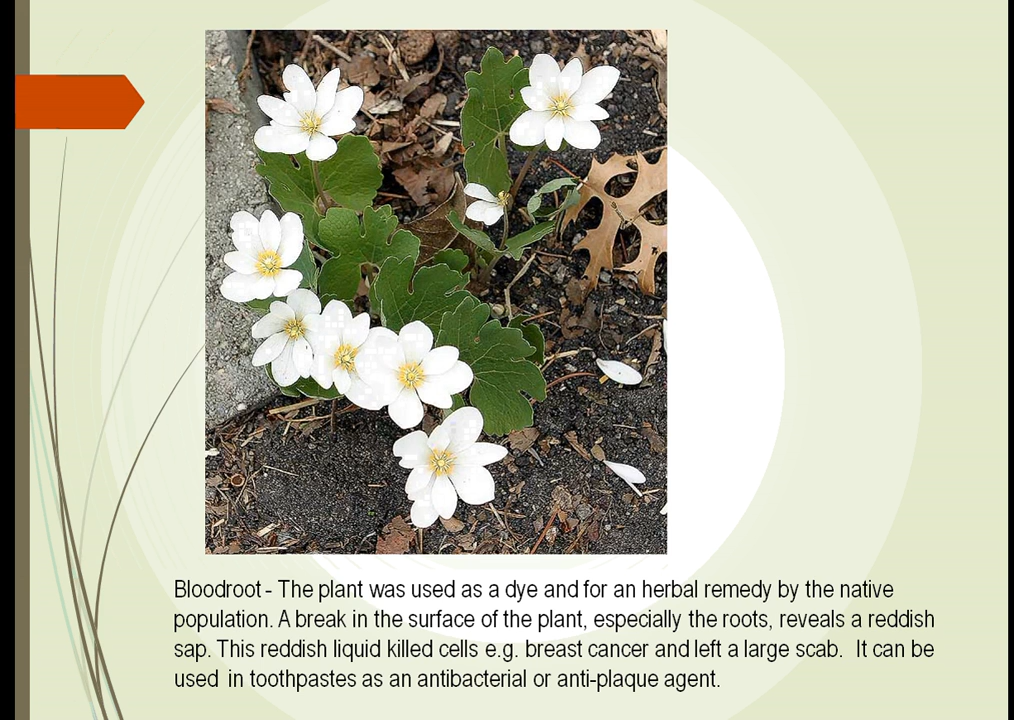 Bloodroot - The plant was used as a dye and for an herbal remedy by the native
population. A break in the surface of the plant, especially the roots, reveals a reddish
sap. This reddish liquid killed cells e.g. breast cancer and left a large scab. It can be
used in toothpastes as an antibacterial or anti-plaque agent.